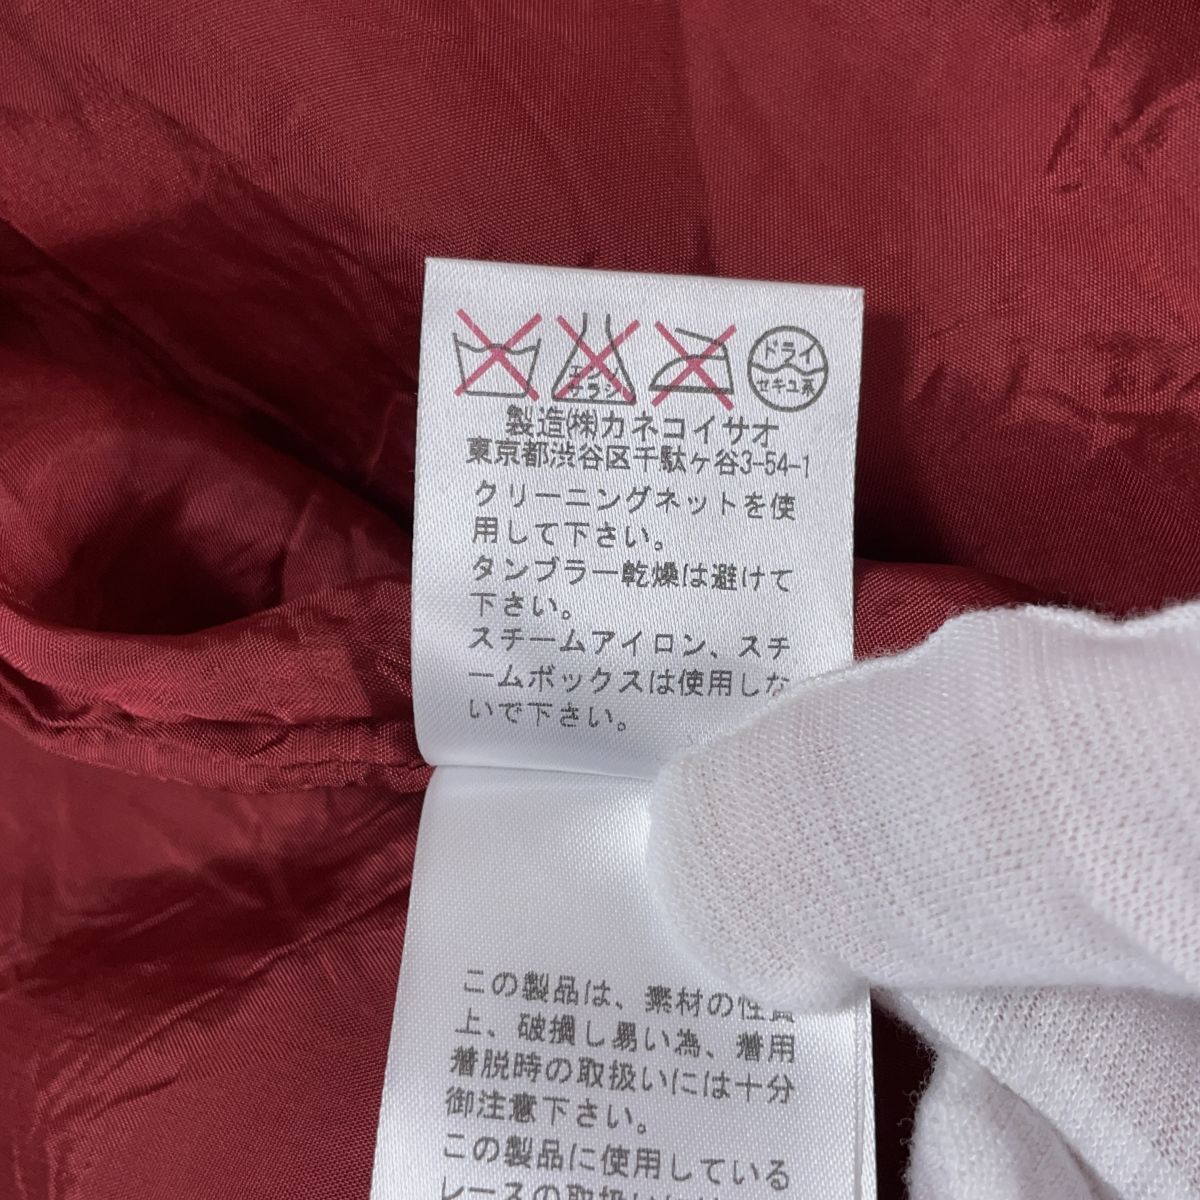 エンソ
サラシ
ドライ
セキユ系
製造㈱カネコイサオ
東京都渋谷区千駄ヶ谷3-54-1
クリーニングネットを使
用して下さい。
タンブラー乾燥は避けて
下さい。
スチームアイロン、スチ
ームボックスは使用しな
いで下さい。
この製品は、素材の性質
上、破損し易い為、着用
着脱時の取扱いには十分
御注意下さい。
この製品に使用している
レースの取扱いには